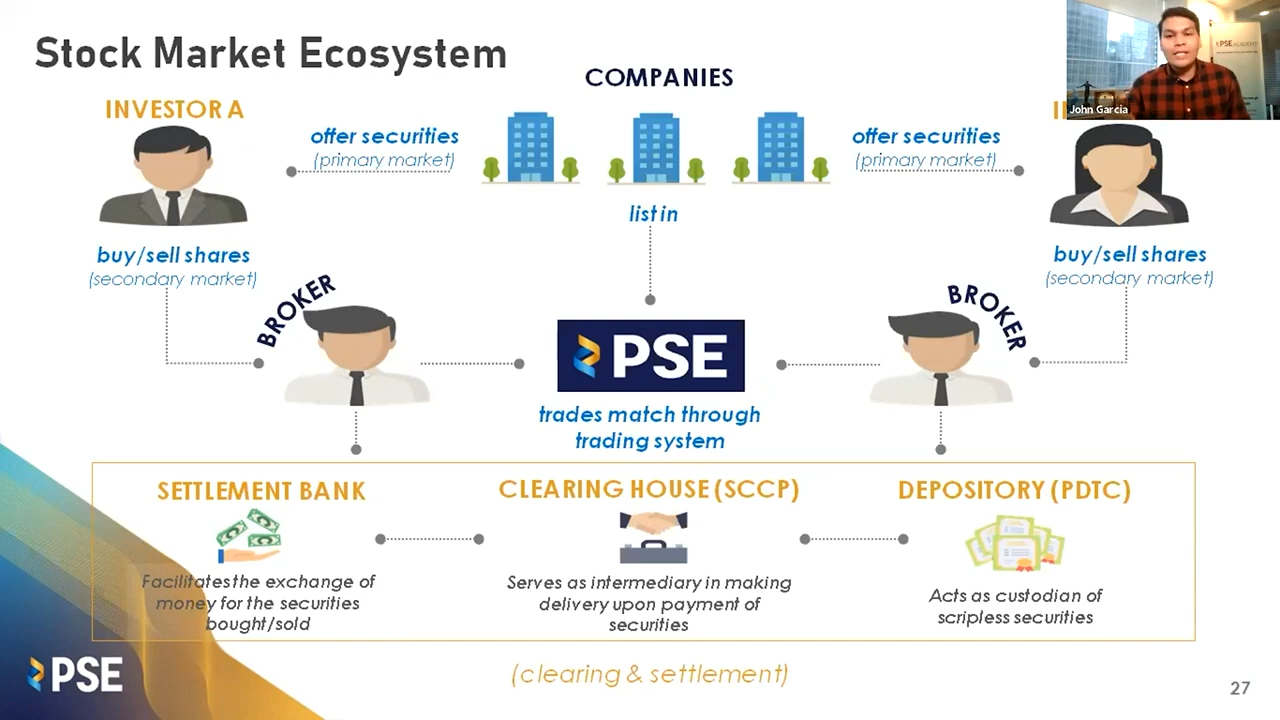 Stock Market Ecosystem
COMPANIES
INVESTOR A
offer securities
(primary market)
offer securities
(primary market)
PSE
John Garcia
list in
buy/sell shares
(secondary market)
buy/sell shares
(secondary market)
BROKER
BROKER
PSE
trades match through
trading system
SETTLEMENT BANK
CLEARING HOUSE (SCCP)
DEPOSITORY (PDTC)
Facilitates the exchange of
money for the securities
bought/sold
Serves as intermediary in making
delivery upon payment of
securities
Acts as custodian of
scripless securities
(clearing & settlement)
PSE
27